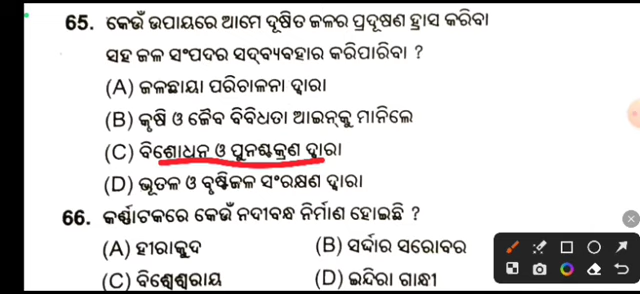 65. କେଉଁ ଉପାୟରେ ଆମେ ଦୂଷିତ ଜଳର ପ୍ରଦୂଷଣ ହ୍ରାସ କରିବା
ସହ ଜଳ ସଂପଦର ସଦ୍‌ବ୍ୟବହାର କରିପାରିବା ?
(A) ଜଳଛାୟା ପରିଚାଳନା ଦ୍ୱାରା
(B) କୃଷି ଓ ଜୈବ ବିବିଧତା ଆଇନ୍‌କୁ ମାନିଲେ
(C) ବିଶୋଧନ ଓ ପୁନଶ୍ଚକ୍ରଣ ଦ୍ୱାରା
(D) ଭୂତଳ ଓ ବୃଷ୍ଟିଜଳ ସଂରକ୍ଷଣ ଦ୍ୱାରା
66. କର୍ଣ୍ଣାଟକରେ କେଉଁ ନଦୀବନ୍ଧ ନିର୍ମାଣ ହୋଇଛି ?
(A) ହୀରାକୁଦ (B) ସର୍ଦ୍ଦାର ସରୋବର
(C) ବିଶ୍ୱେଶ୍ୱରାୟ (D) ଇନ୍ଦିରା ଗାନ୍ଧୀ